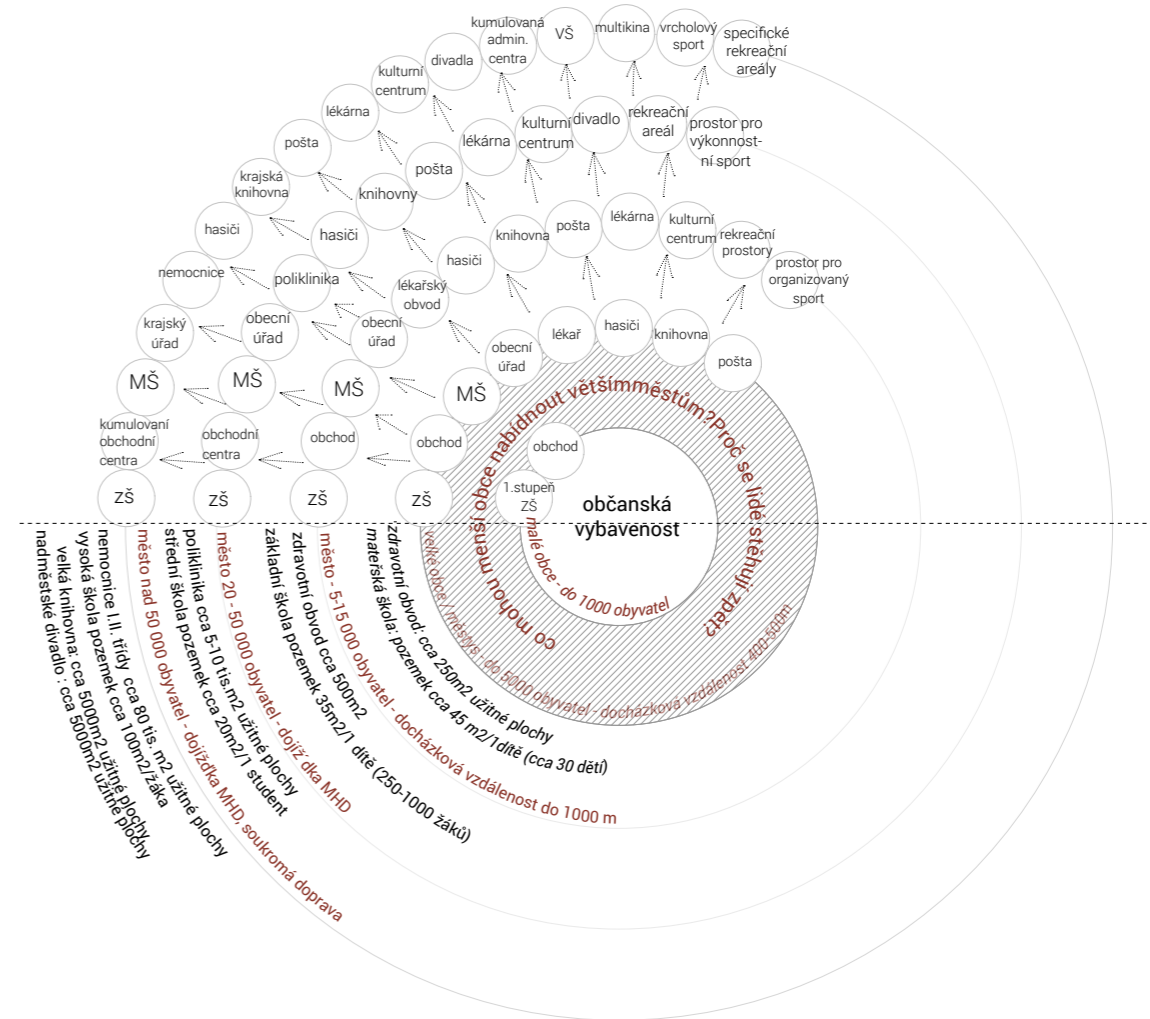 kumulovaná
admin.
centra
VŠ
multikina
vrcholový
sport
specifické
rekreační
areály
divadla
kulturní
centrum
lékárna
pošta
krajská
knihovna
hasiči
nemocnice
krajský
úřad
MŠ
kumulovaní
obchodní
centra
ZŠ
prostor pro
výkonnost-
ní sport
rekreační
areál
divadlo
kulturní
centrum
lékárna
pošta
knihovny
hasiči
poliklinika
obecní
úřad
MŠ
obchodní
centra
ZŠ
prostor pro
organizovaný
sport
rekreační
prostory
kulturní
centrum
lékárna
pošta
knihovna
hasiči
lékařský
obvod
obecní
úřad
MŠ
obchod
ZŠ
pošta
knihovna
hasiči
lékař
obecní
úřad
MŠ
obchod
ZŠ
obchod
1.stupeň
ZŠ
občanská
vybavenost
co mohou menší obce nabídnout většímměstům?Proč se lidé stěhují zpět?
malé obce - do 1000 obyvatel
velké obce / městys - do 5000 obyvatel - docházková vzdálenost 400-500m
zdravotní obvod: cca 250m2 užitné plochy
mateřská škola: pozemek cca 45 m2/1dítě (cca 30 dětí)
město - 5-15 000 obyvatel - docházková vzdálenost do 1000 m
zdravotní obvod cca 500m2
základní škola pozemek 35m2/1 dítě (250-1000 žáků)
město 20 - 50 000 obyvatel - dojíž dka MHD
poliklinika cca 5-10 tis.m2 užitné plochy
střední škola pozemek cca 20m2/1 student
město nad 50 000 obyvatel - dojížďka MHD, soukromá doprava
nemocnice I.II. třídy cca 80 tis. m2 užitné plochy
vysoká škola pozemek cca 100m2/žáka
velká knihovna: cca 5000m2 užitné plochy
nadměstské divadlo : cca 5000m2 užitné plochy